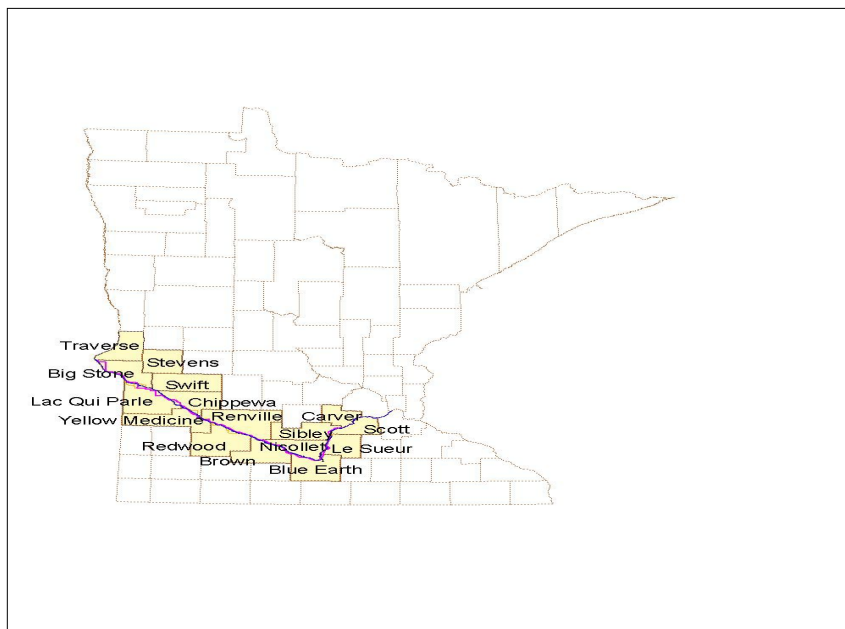 Traverse
Stevens
Big Stone
Swift
Lac Qui Parle
Chippewa
Yellow Medicine
Renville
Carver
Scott
Sibley
Redwood
Nicollet
Le Sueur
Brown
Blue Earth